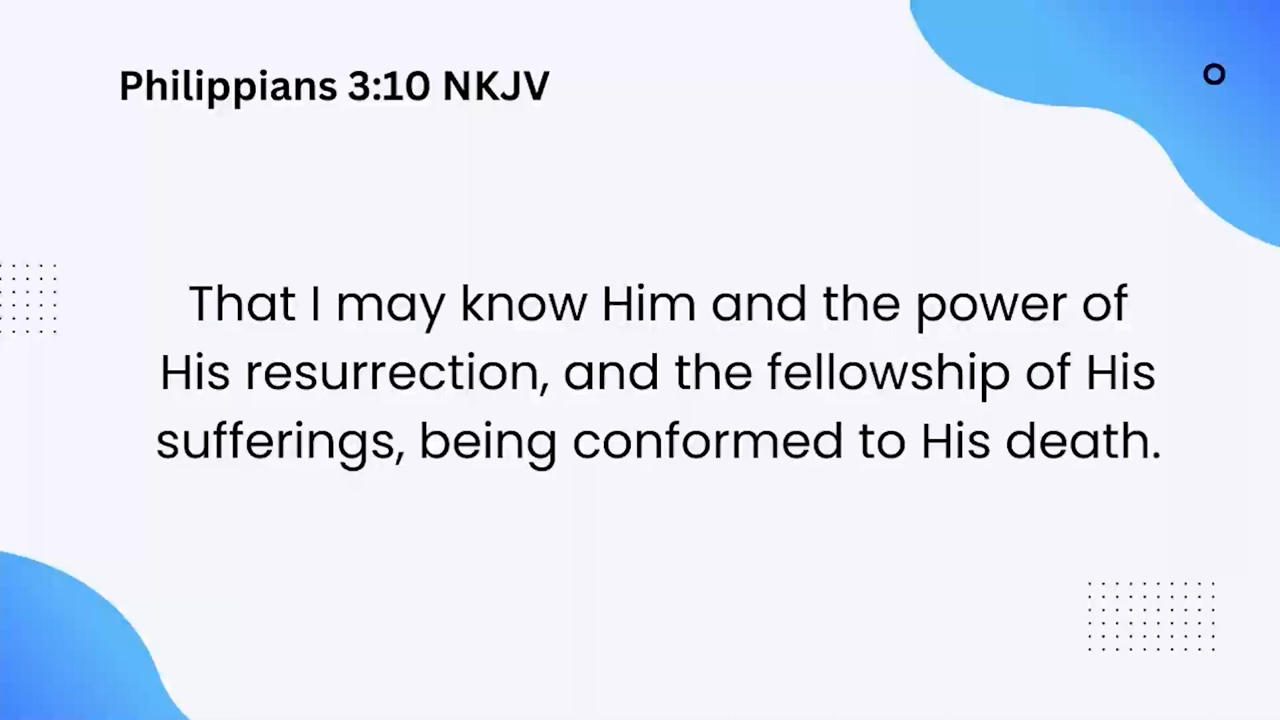 Philippians 3:10 NKJV
That I may know Him and the power of
His resurrection, and the fellowship of His
sufferings, being conformed to His death.